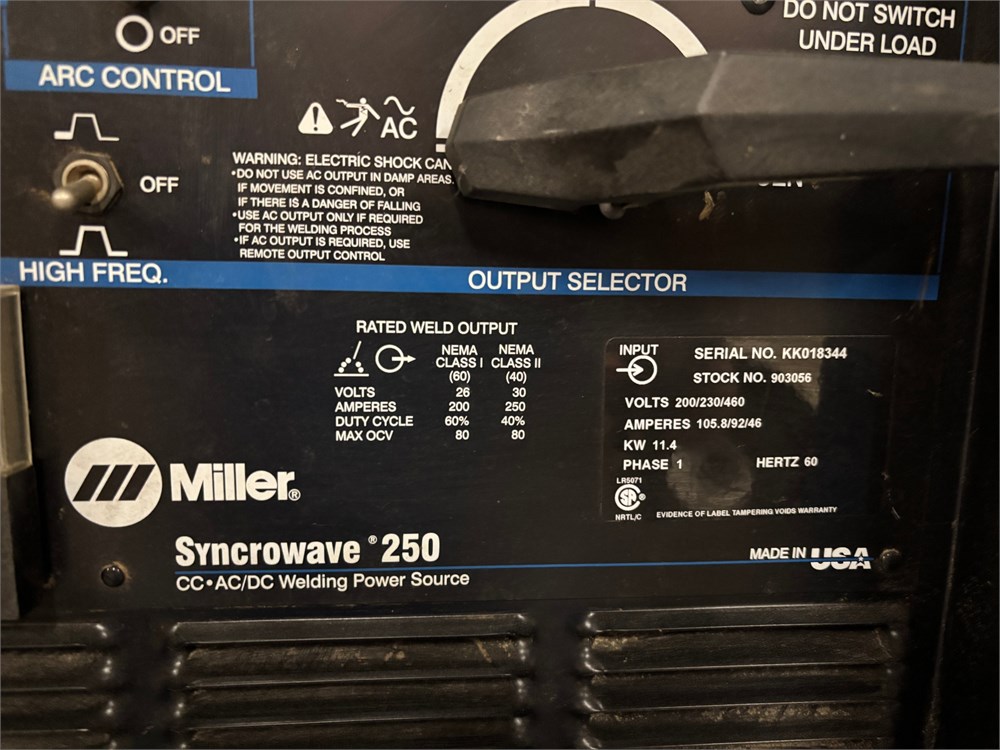 OFF
ARC CONTROL
DO NOT SWITCH
UNDER LOAD
AC
OFF
HIGH FREQ.
WARNING: ELECTRIC SHOCK CAN
•DO NOT USE AC OUTPUT IN DAMP AREAS,
IF MOVEMENT IS CONFINED, OR
IF THERE IS A DANGER OF FALLING
•USE AC OUTPUT ONLY IF REQUIRED
FOR THE WELDING PROCESS
•IF AC OUTPUT IS REQUIRED, USE
REMOTE OUTPUT CONTROL
OUTPUT SELECTOR
RATED WELD OUTPUT
NEMA NEMA
CLASS I CLASS II
(60) (40)
VOLTS 26 30
AMPERES 200 250
DUTY CYCLE 60% 40%
MAX OCV 80 80
INPUT
SERIAL NO. KK018344
STOCK NO. 903056
VOLTS 200/230/460
AMPERES 105.8/92/46
KW 11.4
PHASE 1 HERTZ 60
LR5071
NRTL/C
EVIDENCE OF LABEL TAMPERING VOIDS WARRANTY
Miller®
Syncrowave ® 250
CC•AC/DC Welding Power Source
MADE IN USA